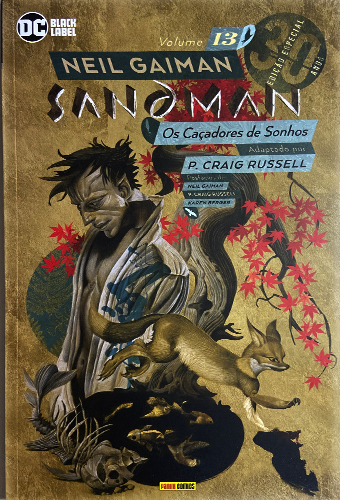 DC
BLACK
LABEL
Volume 13
30
EDIÇÃO ESPECIAL
ANOS
NEIL GAIMAN
SANDMAN
Os Caçadores de Sonhos
Adaptado por
P. CRAIG RUSSELL
Posfácios de
NEIL GAIMAN
P. CRAIG RUSSELL
KAREN BERGER
PANINI COMICS